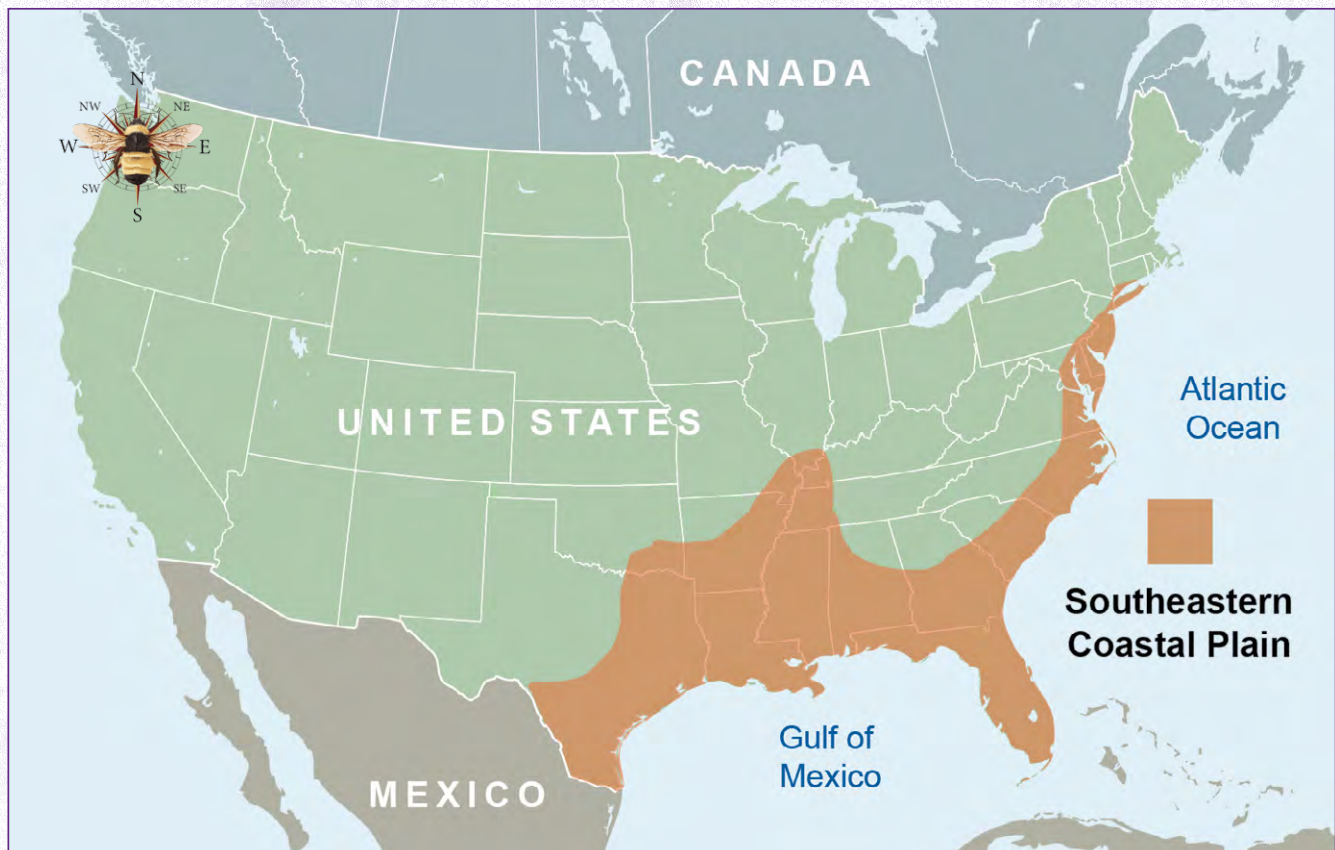 CANADA
N
NW NE
W E
SW SE
S
UNITED STATES
Atlantic
Ocean
Southeastern
Coastal Plain
Gulf of
Mexico
MEXICO